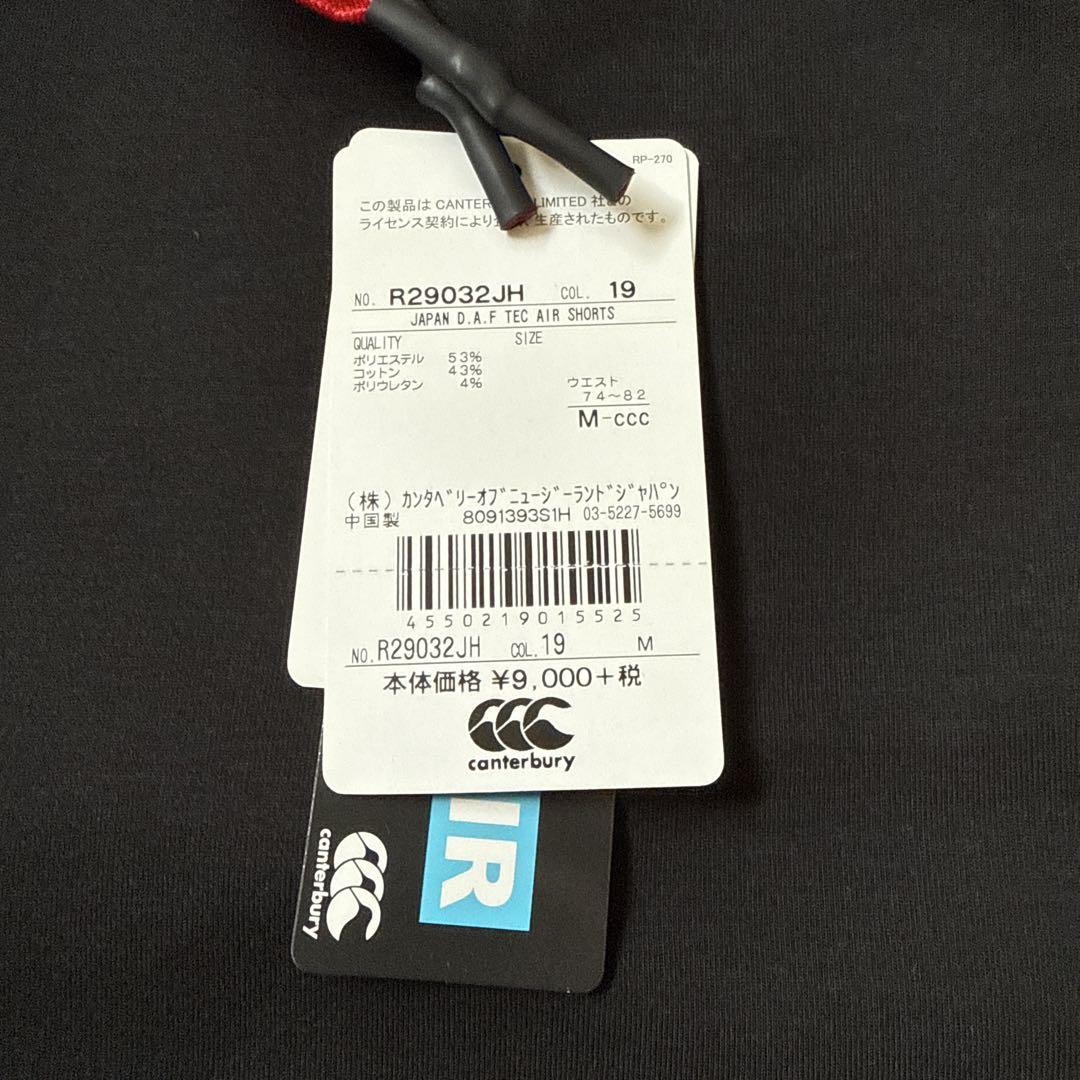 RP-270
この製品は CANTER LIMITED 社
ライセンス契約により 生産されたものです。
NO. R29032JH COL. 19
JAPAN D.A.F TEC AIR SHORTS
QUALITY SIZE
ポリエステル 53%
コットン 43%
ポリウレタン 4%
ウエスト
74～82
M-ccc
(株)カンタベリーオブニュージーランドジャパン
中国製 8091393S1H 03-5227-5699
4550219015525
NO. R29032JH COL. 19 M
本体価格 ¥9,000+税
canterbury
IR
canterbury